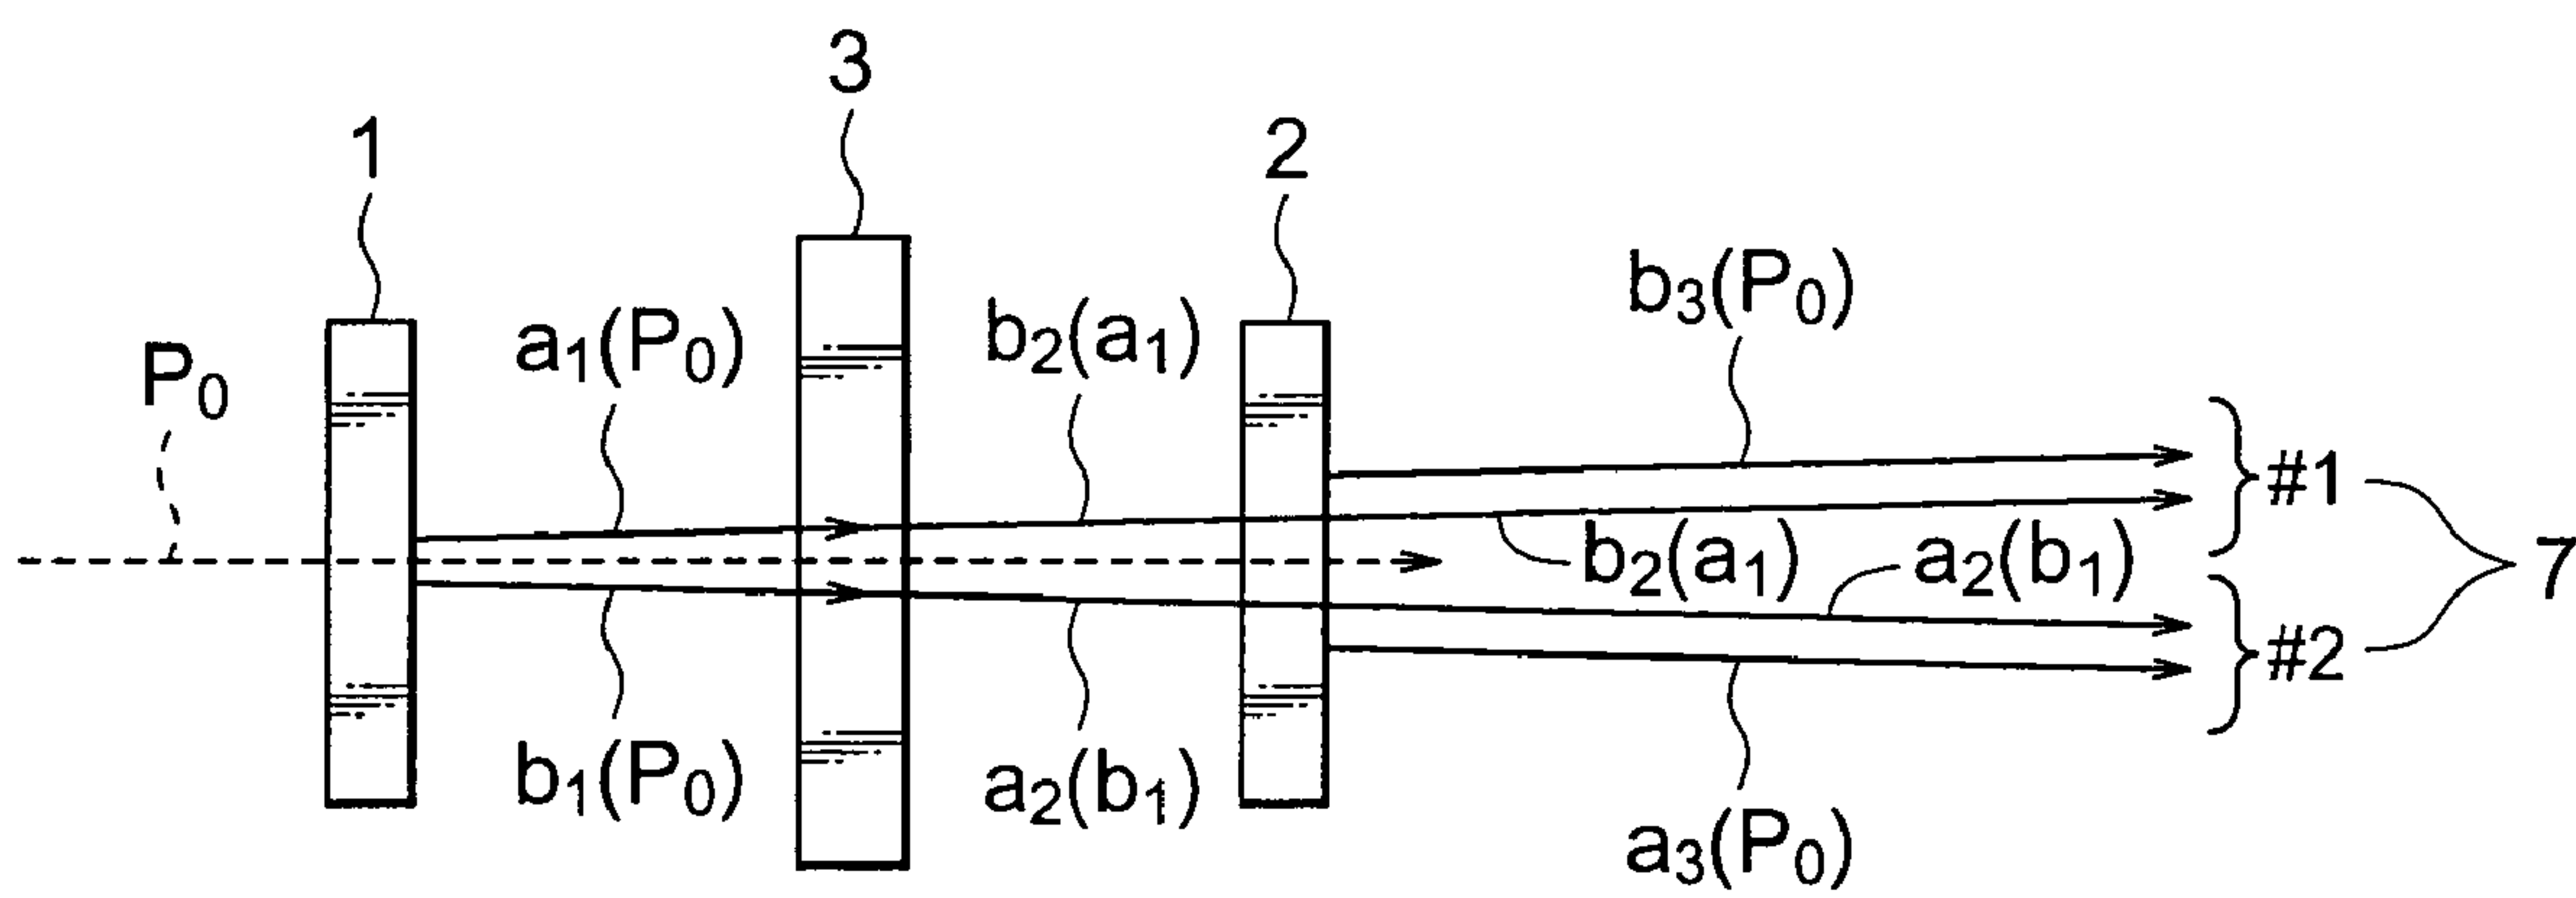 3
1
2
b₃(P₀)
a₁(P₀)
b₂(a₁)
P₀
#1
b₂(a₁)
a₂(b₁)
7
#2
b₁(P₀)
a₂(b₁)
a₃(P₀)